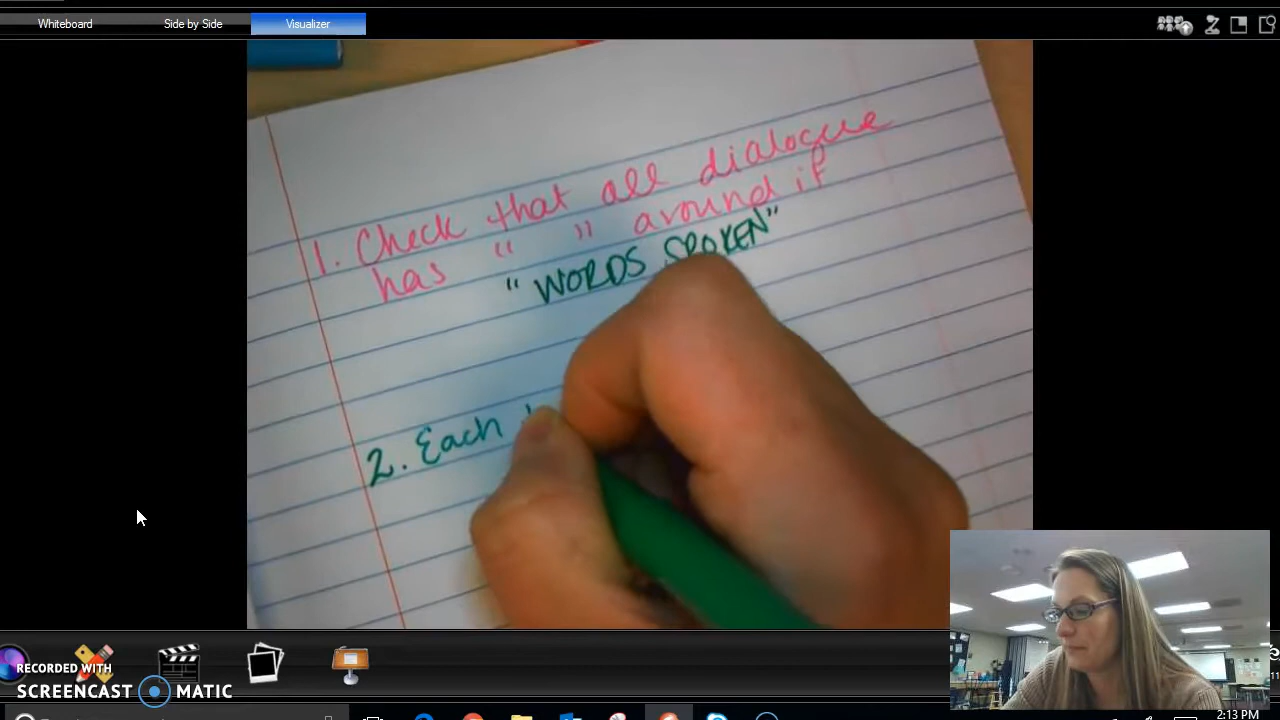 Whiteboard Side by Side Visualizer
1. Check that all dialogue
has " " around it
"WORDS SPOKEN"
2. Each
RECORDED WITH
SCREENCAST MATIC
2:13 PM